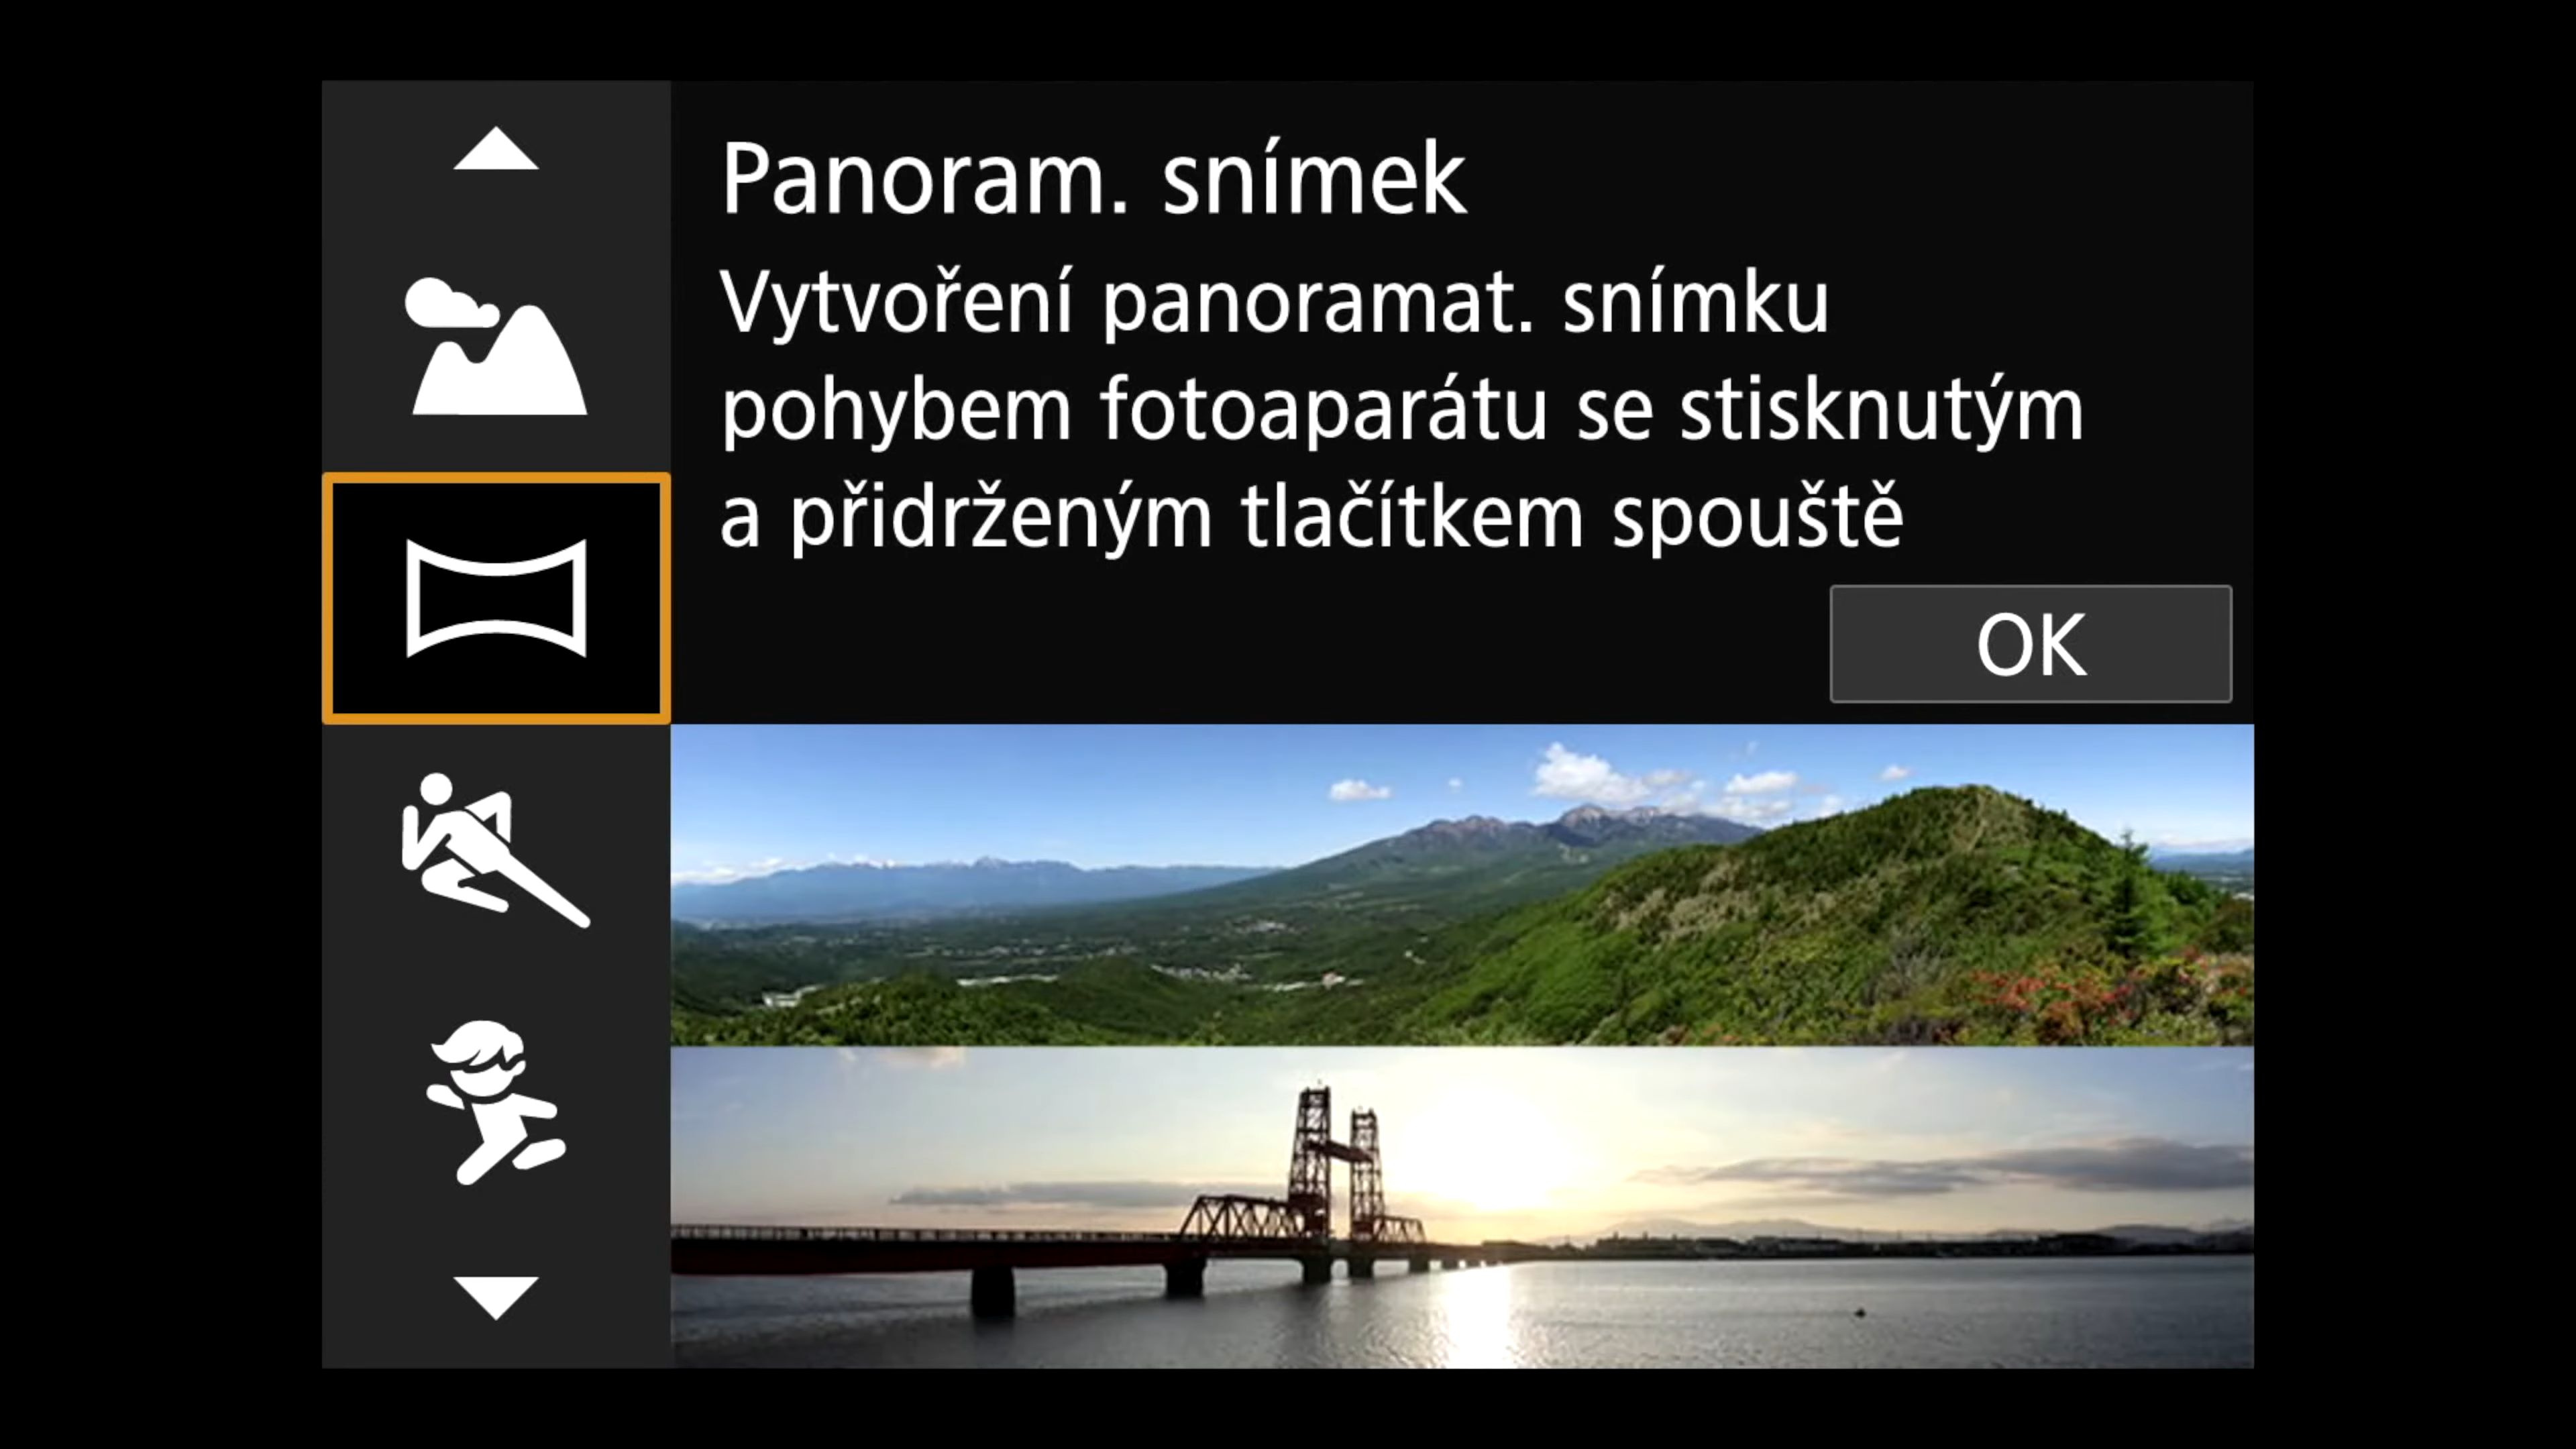 Panoram. snímek
Vytvoření panoramat. snímku
pohybem fotoaparátu se stisknutým
a přidrženým tlačítkem spouště
OK